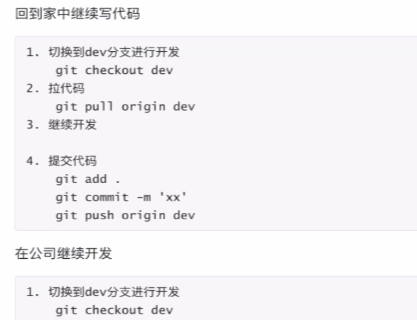 回到家中继续写代码
1. 切换到dev分支进行开发
git checkout dev
2. 拉代码
git pull origin dev
3. 继续开发
4. 提交代码
git add .
git commit -m 'xx'
git push origin dev
在公司继续开发
1. 切换到dev分支进行开发
git checkout dev